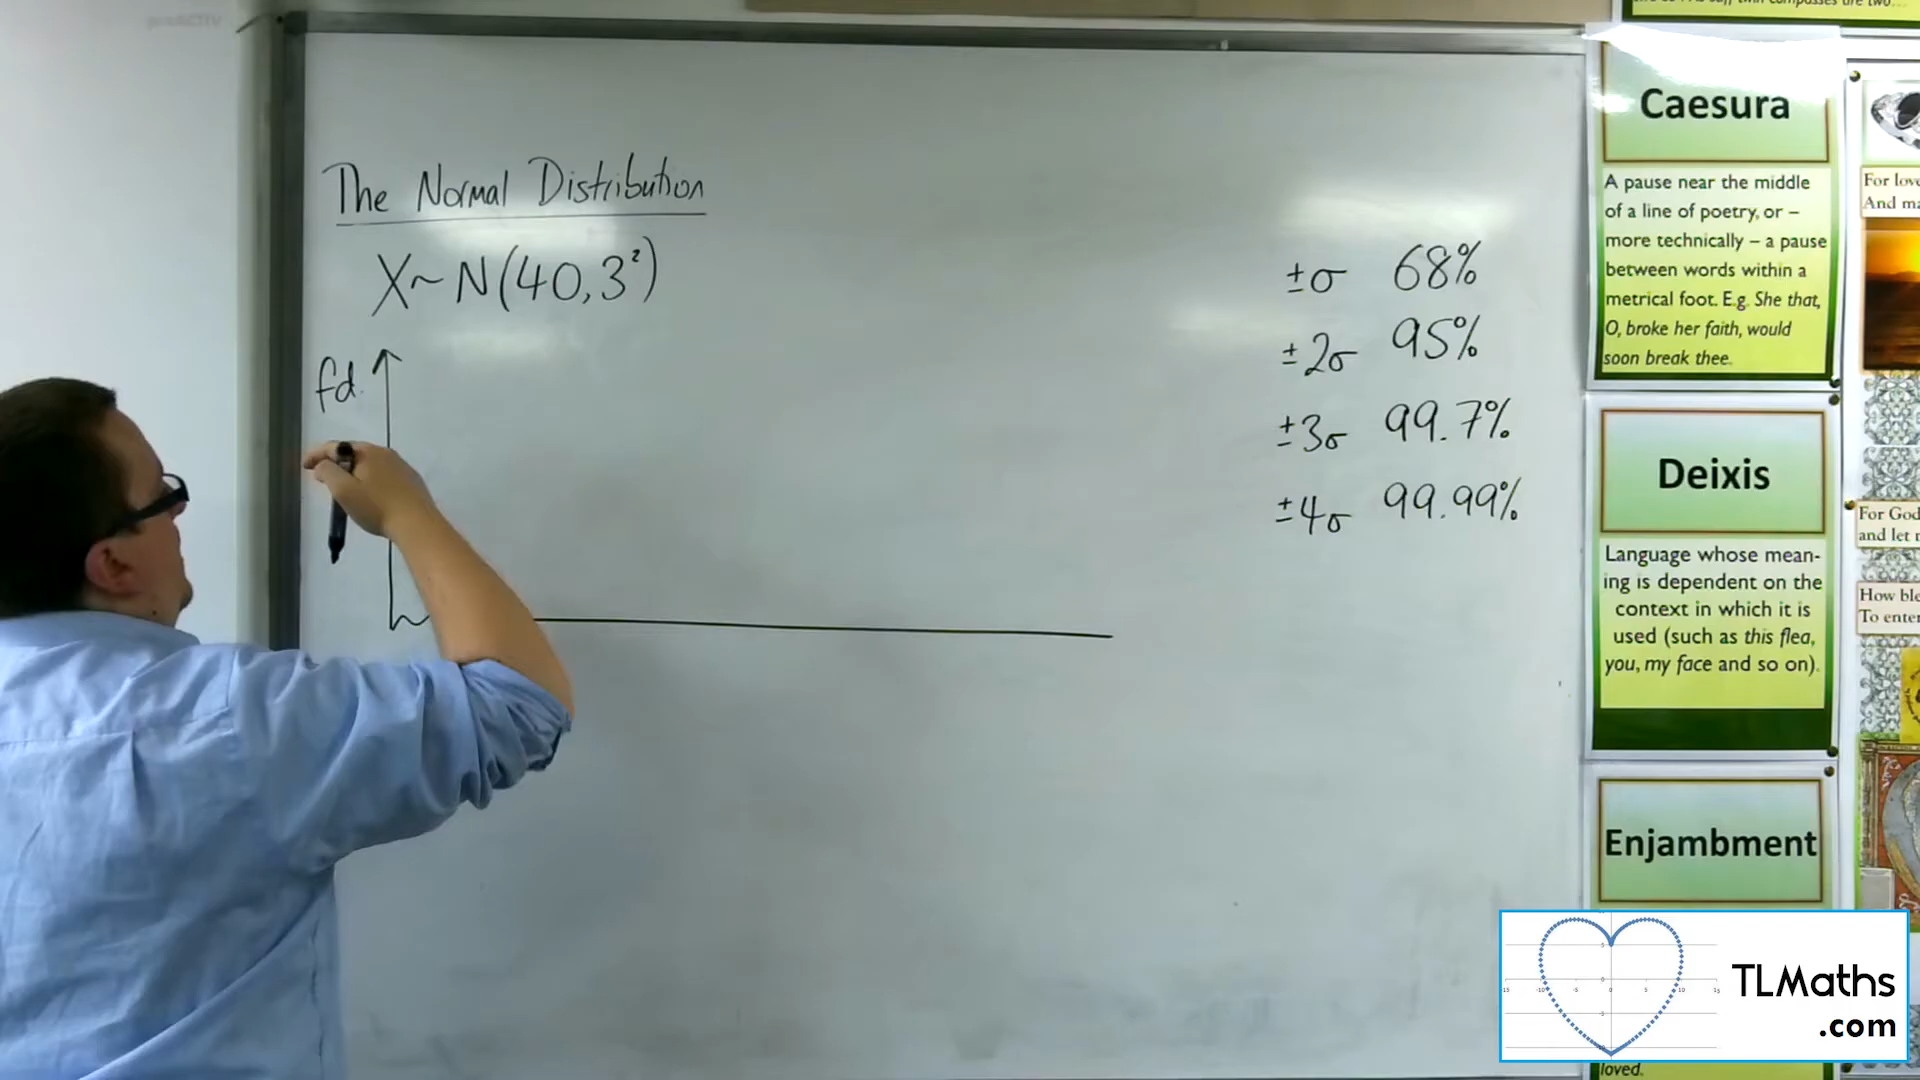 The Normal Distribution
X~N(40,3²)
fd.
±σ 68%
±2σ 95%
±3σ 99.7%
±4σ 99.99%
Caesura
A pause near the middle
of a line of poetry, or –
more technically – a pause
between words within a
metrical foot. E.g. She that,
O, broke her faith, would
soon break thee.
Deixis
Language whose mean-
ing is dependent on the
context in which it is
used (such as this flea,
you, my face and so on).
Enjambment
loved.
For love
And
For God
and let
How
To enter
TLMaths
.com